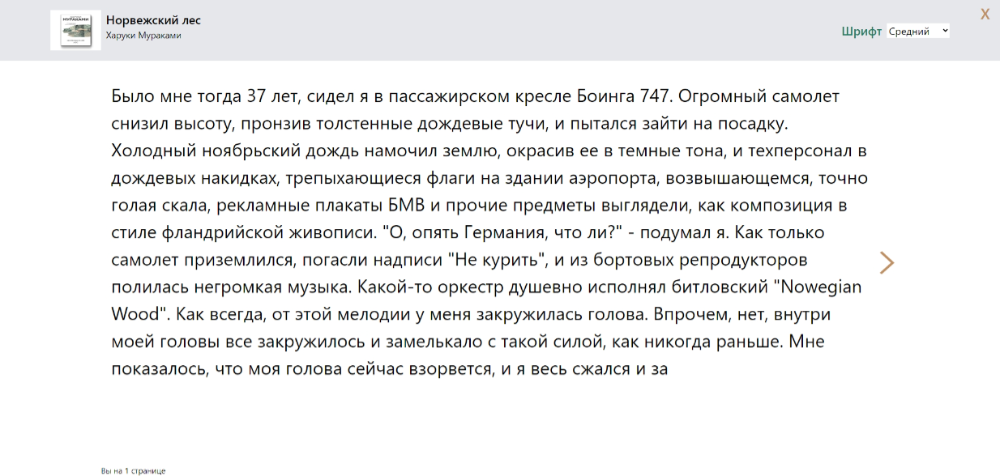 МУРАКАМИ
Норвежский лес
Харуки Мураками
Шрифт
Средний
X
Было мне тогда 37 лет, сидел я в пассажирском кресле Боинга 747. Огромный самолет
снизил высоту, пронзив толстенные дождевые тучи, и пытался зайти на посадку.
Холодный ноябрьский дождь намочил землю, окрасив ее в темные тона, и техперсонал в
дождевых накидках, трепыхающиеся флаги на здании аэропорта, возвышающемся, точно
голая скала, рекламные плакаты БМВ и прочие предметы выглядели, как композиция в
стиле фландрийской живописи. "О, опять Германия, что ли?" - подумал я. Как только
самолет приземлился, погасли надписи "Не курить", и из бортовых репродукторов
полилась негромкая музыка. Какой-то оркестр душевно исполнял битловский "Nowegian
Wood". Как всегда, от этой мелодии у меня закружилась голова. Впрочем, нет, внутри
моей головы все закружилось и замелькало с такой силой, как никогда раньше. Мне
показалось, что моя голова сейчас взорвется, и я весь сжался и за
Вы на 1 странице